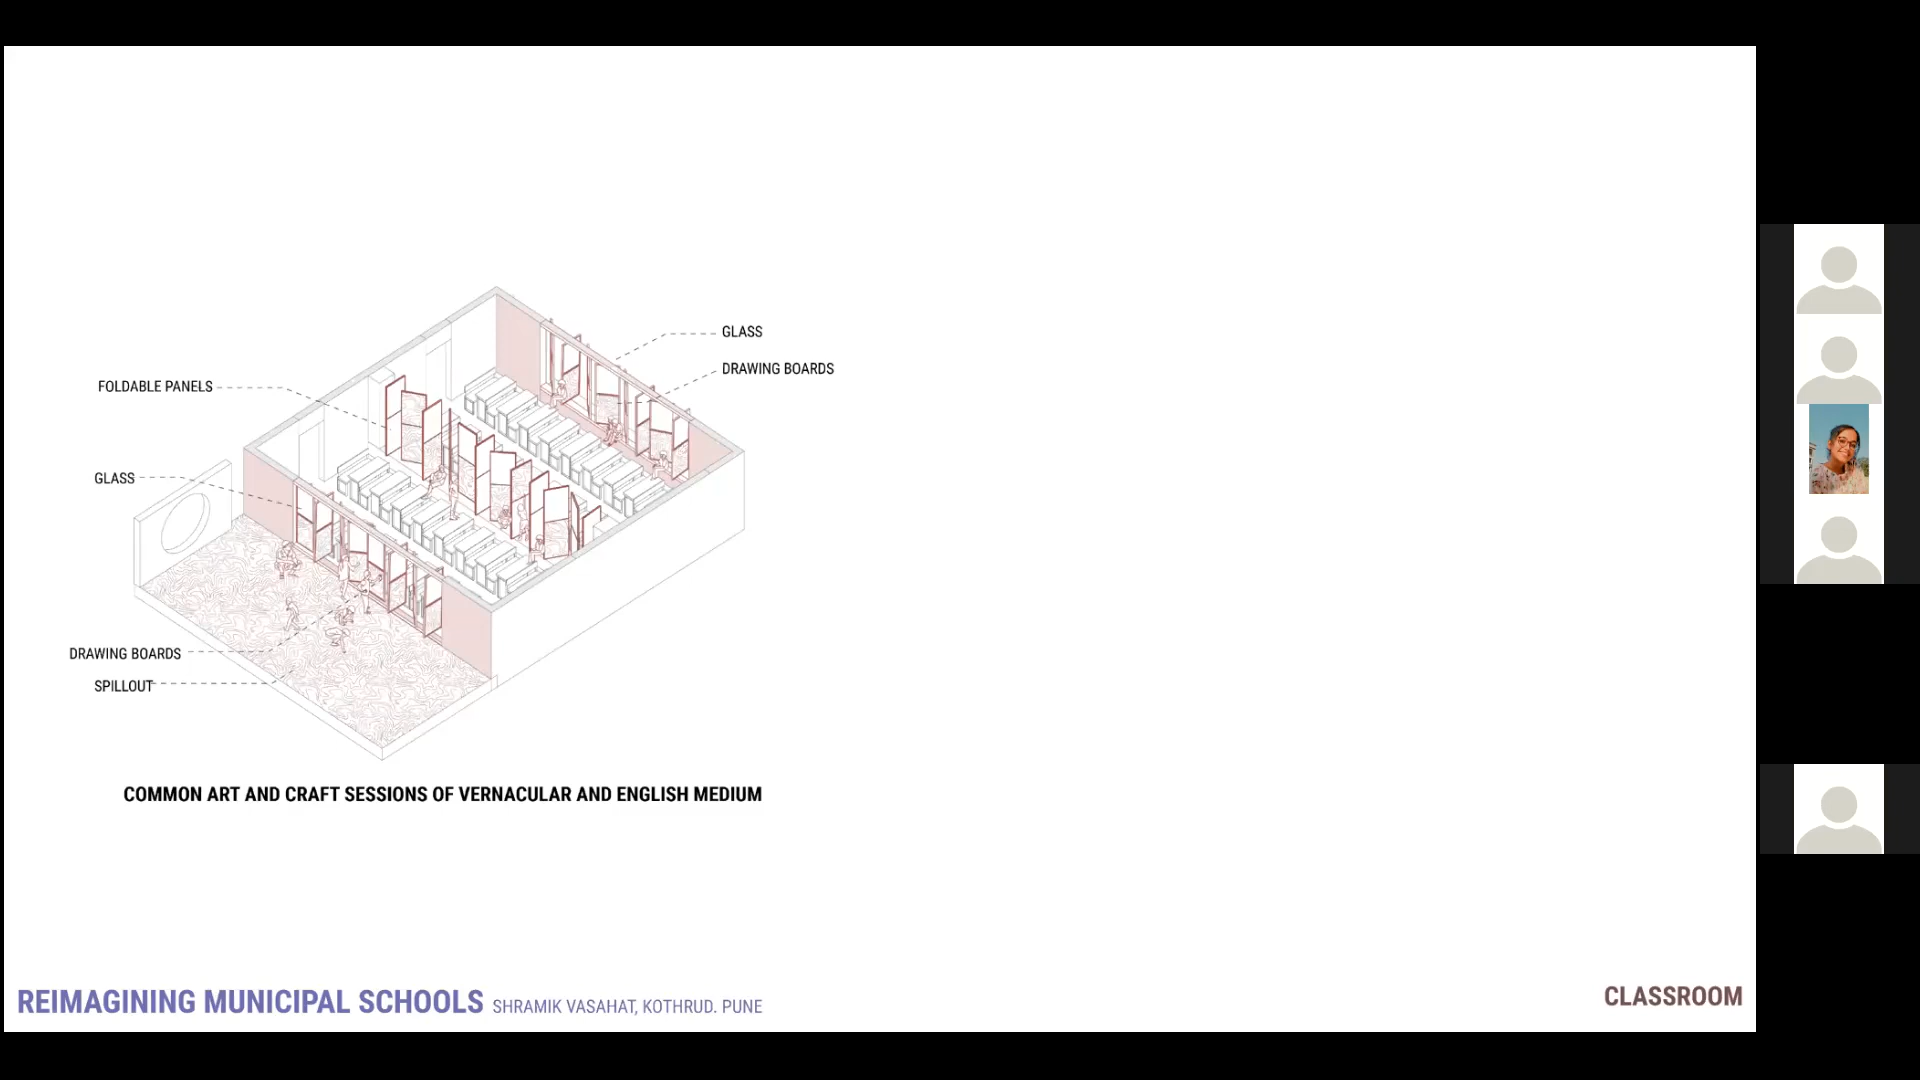 GLASS
DRAWING BOARDS
FOLDABLE PANELS
GLASS
DRAWING BOARDS
SPILLOUT
COMMON ART AND CRAFT SESSIONS OF VERNACULAR AND ENGLISH MEDIUM
REIMAGINING MUNICIPAL SCHOOLS SHRAMIK VASAHAT, KOTHRUD. PUNE
CLASSROOM